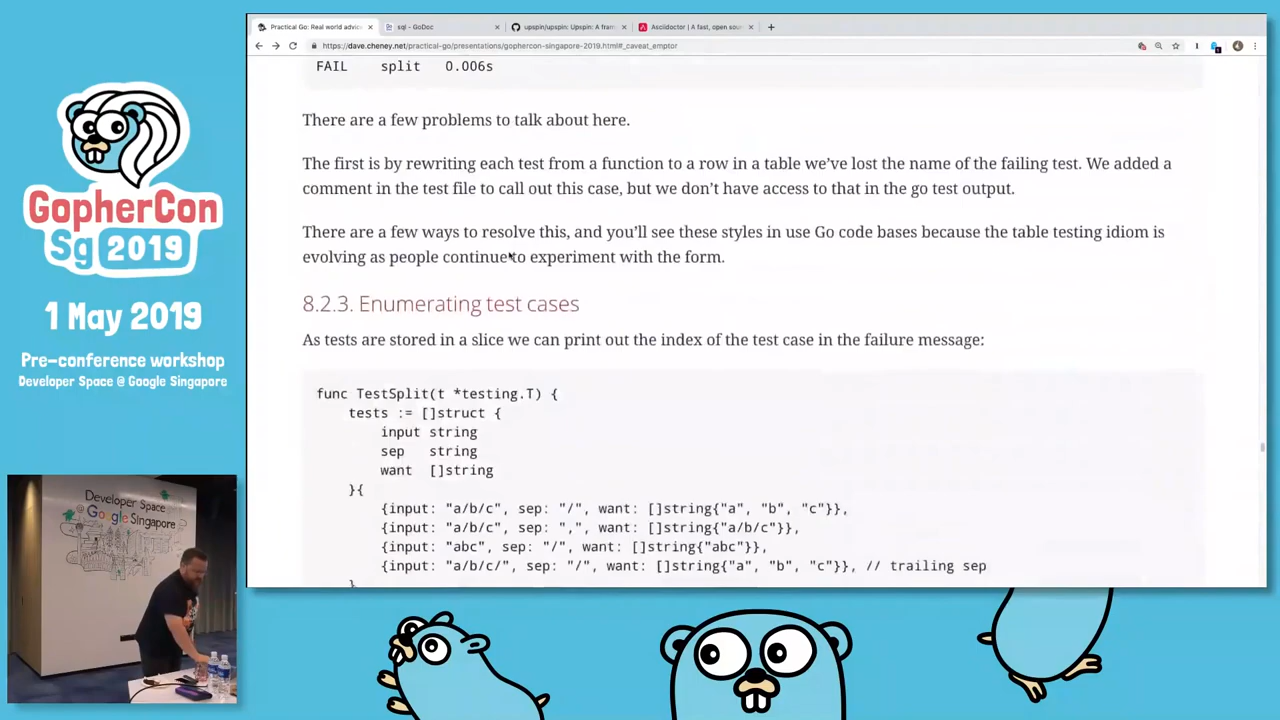 Practical Go: Real world advic
sql - GoDoc
upspin/upspin: Upspin: A fram
Asciidoctor | A fast, open sour
https://dave.cheney.net/practical-go/presentations/gophercon-singapore-2019.html#_caveat_emptor
FAIL split 0.006s
There are a few problems to talk about here.
The first is by rewriting each test from a function to a row in a table we've lost the name of the failing test. We added a
comment in the test file to call out this case, but we don't have access to that in the go test output.
There are a few ways to resolve this, and you'll see these styles in use Go code bases because the table testing idiom is
evolving as people continue to experiment with the form.
8.2.3. Enumerating test cases
As tests are stored in a slice we can print out the index of the test case in the failure message:
func TestSplit(t *testing.T) {
tests := []struct {
input string
sep string
want []string
}{
{input: "a/b/c", sep: "/", want: []string{"a", "b", "c"}},
{input: "a/b/c", sep: ",", want: []string{"a/b/c"}},
{input: "abc", sep: "/", want: []string{"abc"}},
{input: "a/b/c/", sep: "/", want: []string{"a", "b", "c"}}, // trailing sep
}
GopherCon
Sg 2019
1 May 2019
Pre-conference workshop
Developer Space @ Google Singapore
Developer Space
@ Google Singapore